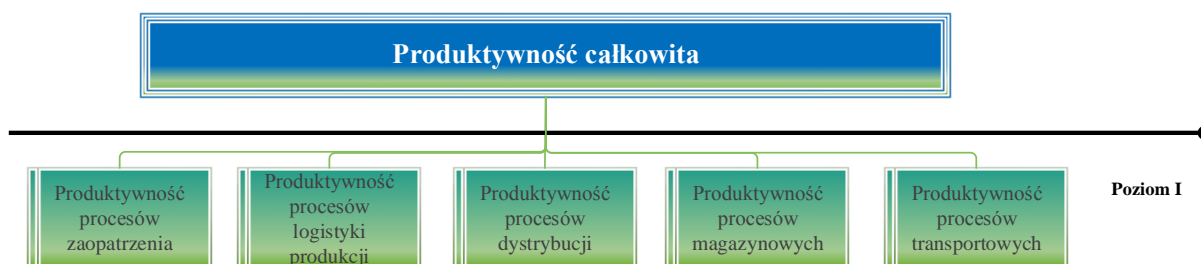 Produktywność całkowita
Produktywność
procesów
zaopatrzenia
Produktywność
procesów
logistyki
produkcji
Produktywność
procesów
dystrybucji
Produktywność
procesów
magazynowych
Produktywność
procesów
transportowych
Poziom I